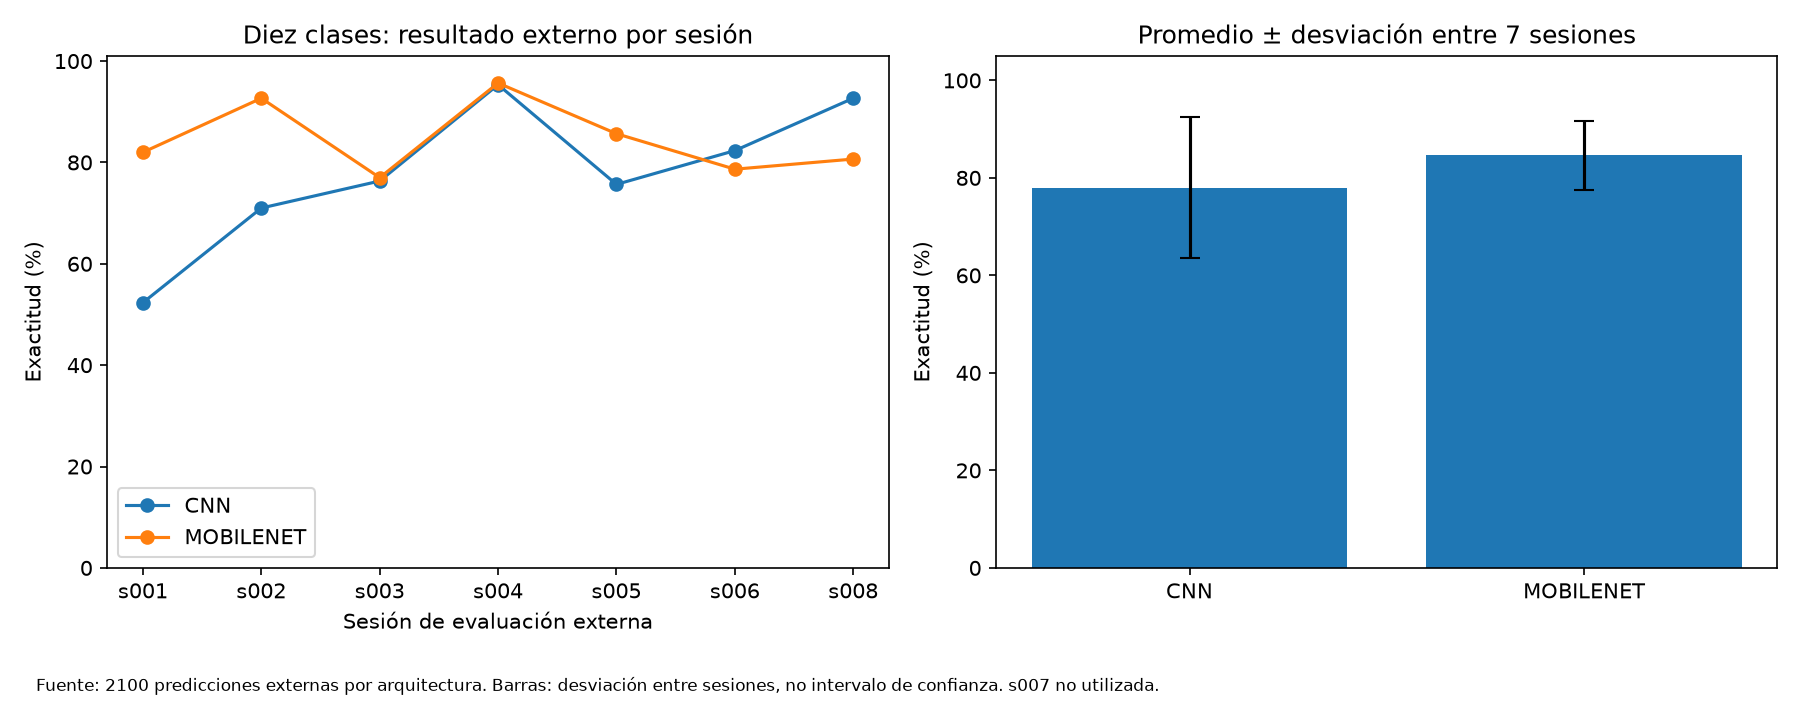 Diez clases: resultado externo por sesión
Exactitud (%)
100
80
60
40
20
0
CNN
MOBILENET
s001 s002 s003 s004 s005 s006 s008
Sesión de evaluación externa
Promedio ± desviación entre 7 sesiones
Exactitud (%)
100
80
60
40
20
0
CNN MOBILENET
Fuente: 2100 predicciones externas por arquitectura. Barras: desviación entre sesiones, no intervalo de confianza. s007 no utilizada.